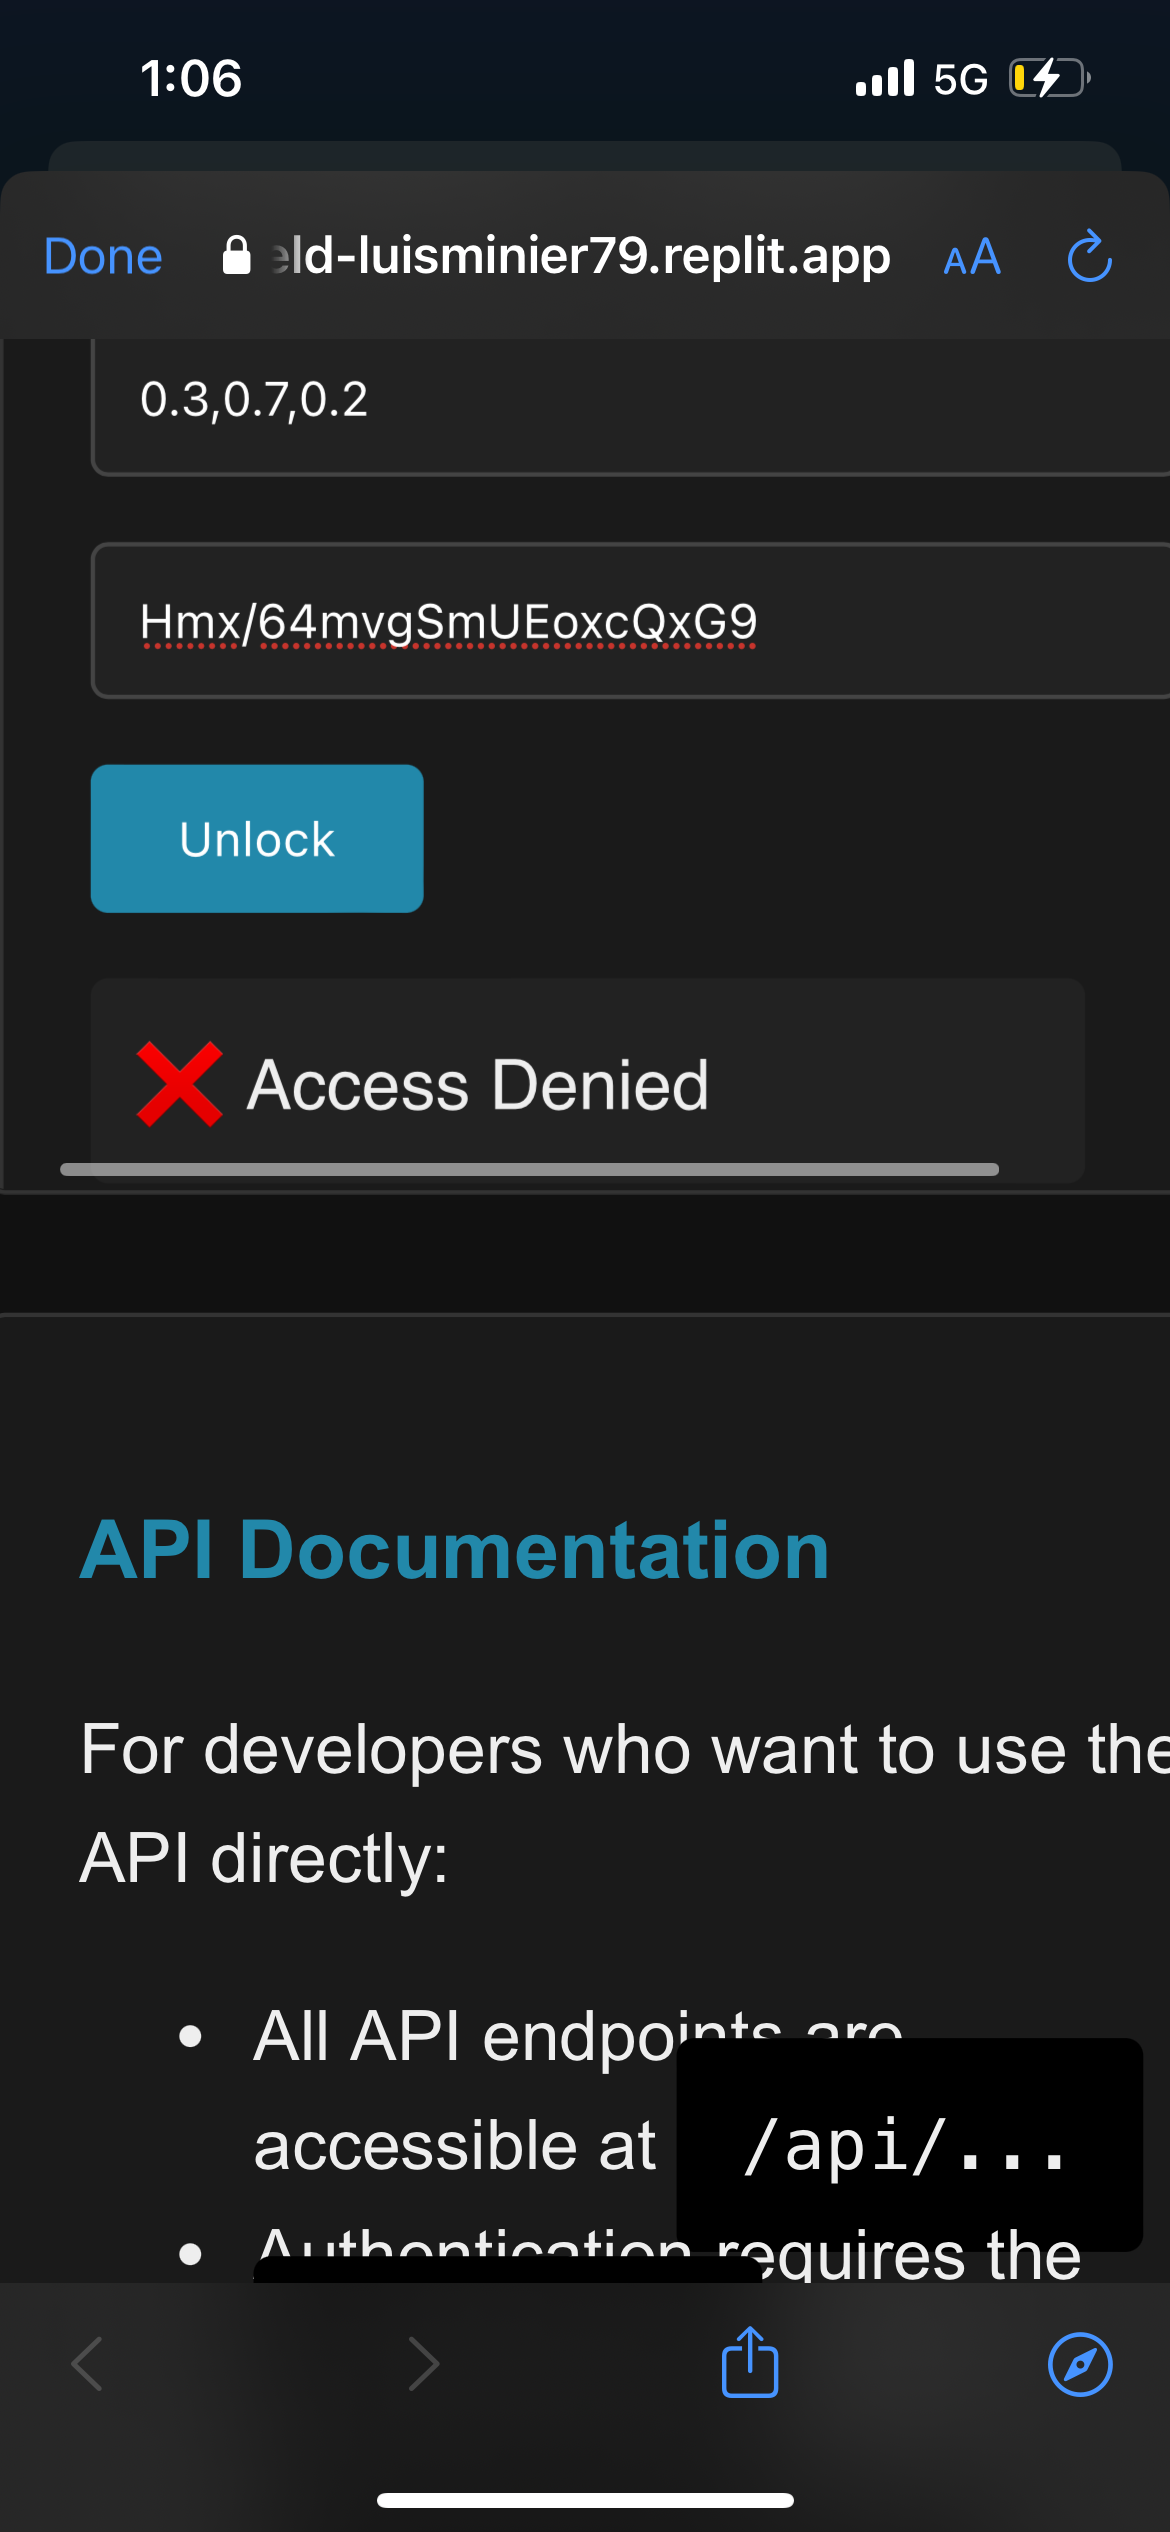 1:06
5G
Done
eld-luisminier79.replit.app
AA
0.3,0.7,0.2
Hmx/64mvgSmUEoxcQxG9
Unlock
Access Denied
API Documentation
For developers who want to use the
API directly:
All API endpoints are
accessible at /api/...
Authentication requires the